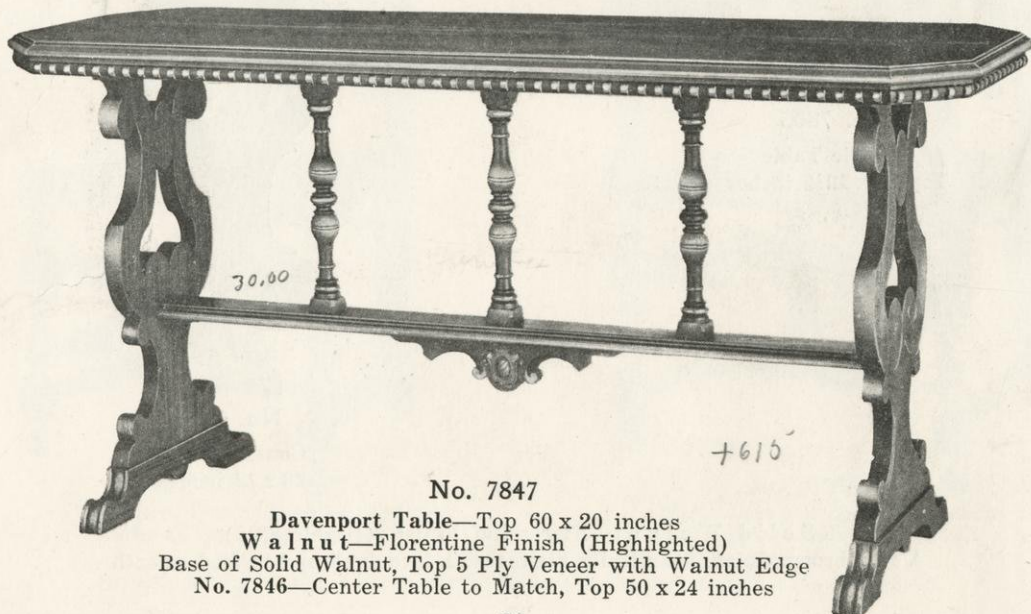 30.00
+615
No. 7847
Davenport Table—Top 60 x 20 inches
Walnut—Florentine Finish (Highlighted)
Base of Solid Walnut, Top 5 Ply Veneer with Walnut Edge
No. 7846—Center Table to Match, Top 50 x 24 inches